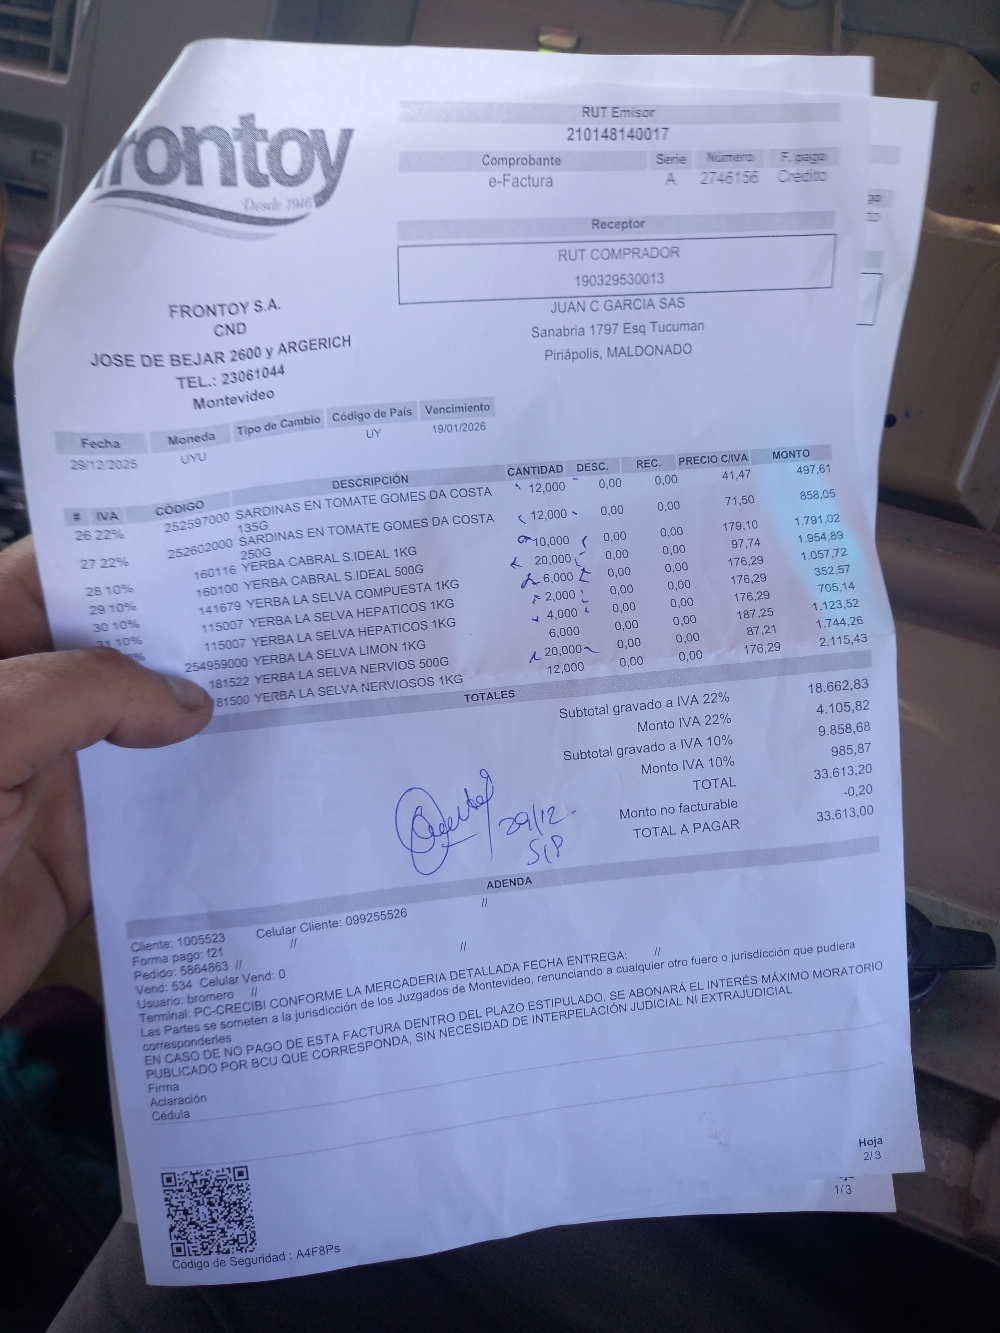 frontoy
Desde 1946
RUT Emisor
210148140017
Comprobante Serie Número F. pago
e-Factura A 2746156 Crédito
Receptor
RUT COMPRADOR
190329530013
JUAN C GARCIA SAS
Sanabria 1797 Esq Tucuman
Piriápolis, MALDONADO
FRONTOY S.A.
CND
JOSE DE BEJAR 2600 y ARGERICH
TEL.: 23061044
Montevideo
Fecha Moneda Tipo de Cambio Código de País Vencimiento
29/12/2025 UYU UY 19/01/2026
# IVA CÓDIGO DESCRIPCIÓN CANTIDAD DESC. REC. PRECIO C/IVA MONTO
26 22% 252597000 SARDINAS EN TOMATE GOMES DA COSTA 12,000 0,00 0,00 41,47 497,61
135G
27 22% 252602000 SARDINAS EN TOMATE GOMES DA COSTA 12,000 0,00 0,00 71,50 858,05
250G
28 10% 160116 YERBA CABRAL S.IDEAL 1KG 10,000 0,00 0,00 179,10 1.791,02
29 10% 160100 YERBA CABRAL S.IDEAL 500G 20,000 0,00 0,00 97,74 1.954,89
30 10% 141679 YERBA LA SELVA COMPUESTA 1KG 6,000 0,00 0,00 176,29 1.057,72
31 10% 115007 YERBA LA SELVA HEPATICOS 1KG 2,000 0,00 0,00 176,29 352,57
115007 YERBA LA SELVA HEPATICOS 1KG 4,000 0,00 0,00 176,29 705,14
254959000 YERBA LA SELVA LIMON 1KG 6,000 0,00 0,00 187,25 1.123,52
181522 YERBA LA SELVA NERVIOS 500G 20,000 0,00 0,00 87,21 1.744,26
81500 YERBA LA SELVA NERVIOSOS 1KG 12,000 0,00 0,00 176,29 2.115,43
TOTALES
Subtotal gravado a IVA 22% 18.662,83
Monto IVA 22% 4.105,82
Subtotal gravado a IVA 10% 9.858,68
Monto IVA 10% 985,87
TOTAL 33.613,20
Monto no facturable -0,20
TOTAL A PAGAR 33.613,00
29/12
ADENDA
//
Cliente: 1005523 Celular Cliente: 099255526
Forma pago: f21 //
Pedido: 5864863 // //
Vend: 534 Celular Vend: 0
Usuario: bromero //
Terminal: PC-CRECIBI CONFORME LA MERCADERIA DETALLADA FECHA ENTREGA: //
Las Partes se someten a la jurisdicción de los Juzgados de Montevideo, renunciando a cualquier otro fuero o jurisdicción que pudiera
corresponderles
EN CASO DE NO PAGO DE ESTA FACTURA DENTRO DEL PLAZO ESTIPULADO, SE ABONARÁ EL INTERÉS MÁXIMO MORATORIO
PUBLICADO POR BCU QUE CORRESPONDA, SIN NECESIDAD DE INTERPELACIÓN JUDICIAL NI EXTRAJUDICIAL
Firma
Aclaración
Cédula
Hoja
2/3
1/3
Código de Seguridad : A4F8Ps